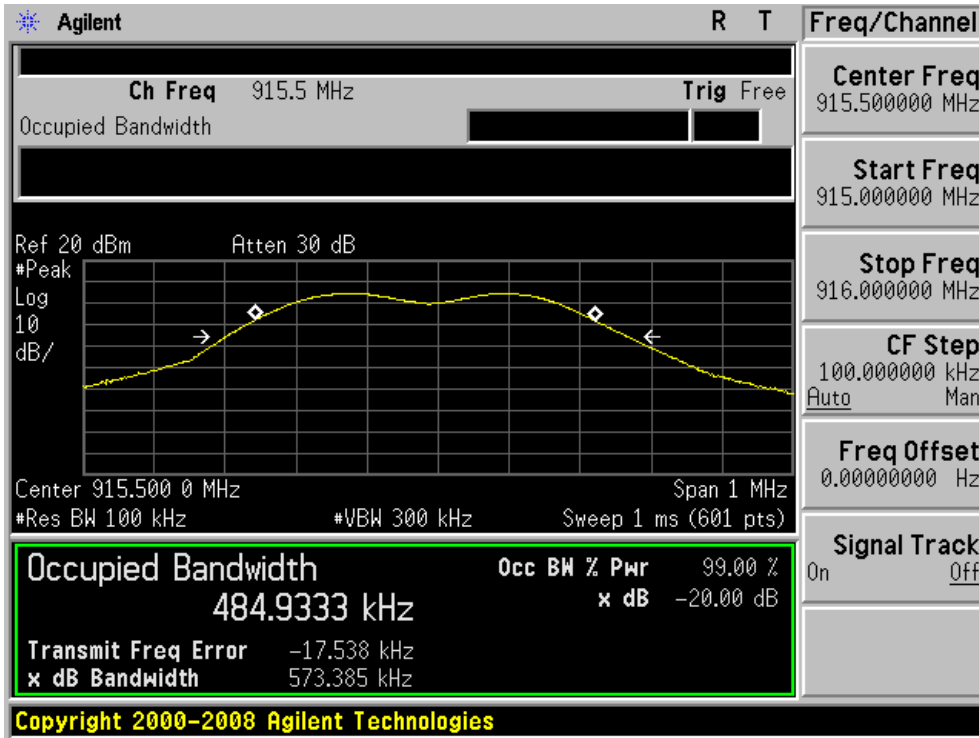 Agilent R T Freq/Channel
Ch Freq 915.5 MHz Trig Free
Occupied Bandwidth
Center Freq
915.500000 MHz
Start Freq
915.000000 MHz
Stop Freq
916.000000 MHz
CF Step
100.000000 kHz
Auto Man
Freq Offset
0.00000000 Hz
Signal Track
On Off
Ref 20 dBm Atten 30 dB
#Peak
Log
10
dB/
Center 915.500 0 MHz Span 1 MHz
#Res BW 100 kHz #VBW 300 kHz Sweep 1 ms (601 pts)
Occupied Bandwidth Occ BW % Pwr 99.00 %
484.9333 kHz x dB -20.00 dB
Transmit Freq Error -17.538 kHz
x dB Bandwidth 573.385 kHz
Copyright 2000-2008 Agilent Technologies